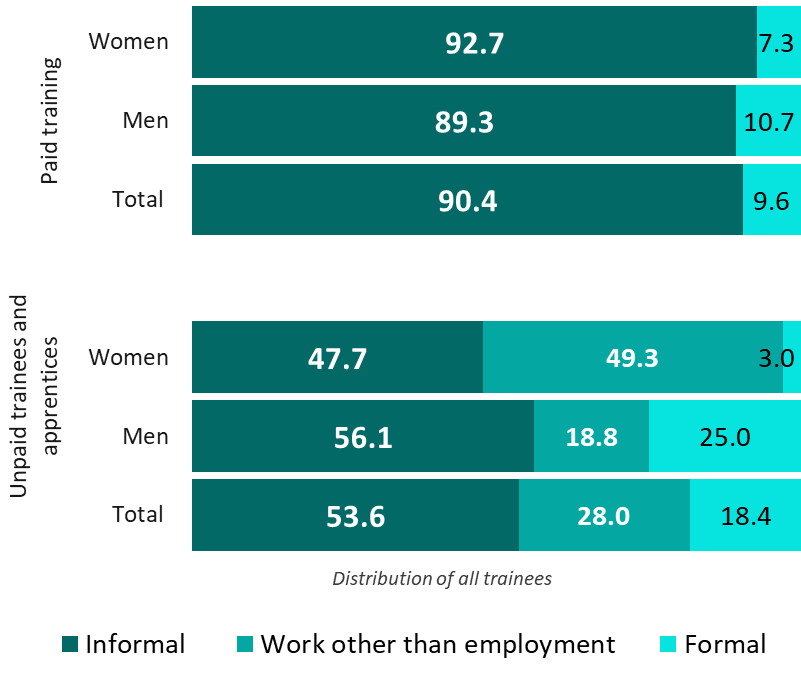 Paid training
Women
92.7
7.3
Men
89.3
10.7
Total
90.4
9.6
Unpaid trainees and
apprentices
Women
47.7
49.3
3.0
Men
56.1
18.8
25.0
Total
53.6
28.0
18.4
Distribution of all trainees
Informal
Work other than employment
Formal